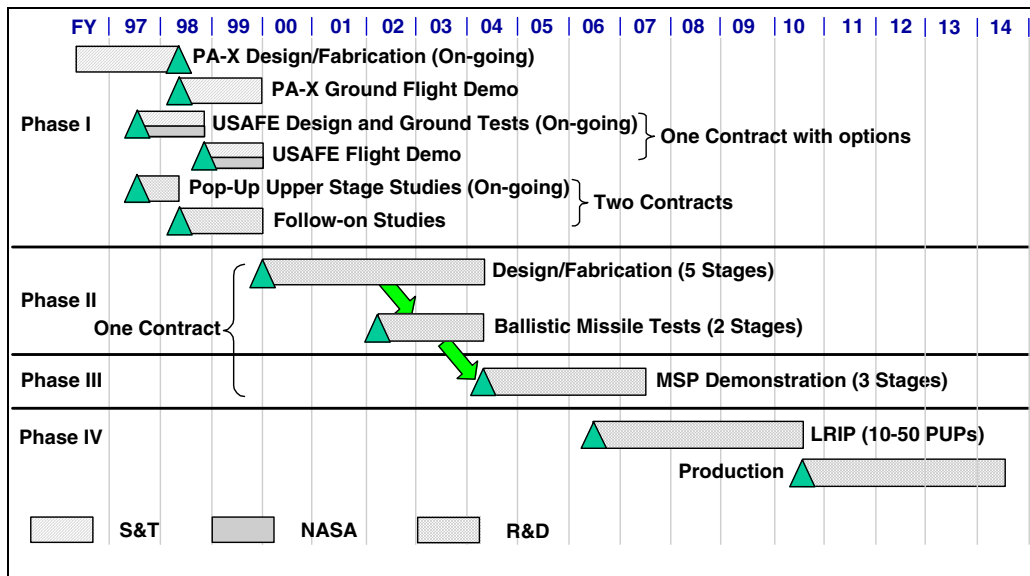 FY 97 98 99 00 01 02 03 04 05 06 07 10 11 12 13 14
PA-X Design/Fabrication (On-going)
PA-X Ground Flight Demo
Phase I
USAFE Design and Ground Tests (On-going)
One Contract with options
USAFE Flight Demo
Pop-Up Upper Stage Studies (On-going)
Two Contracts
Follow-on Studies
Design/Fabrication (5 Stages)
Phase II
One Contract
Ballistic Missile Tests (2 Stages)
Phase III
MSP Demonstration (3 Stages)
Phase IV
LRIP (10-50 PUPs)
Production
S&T NASA R&D